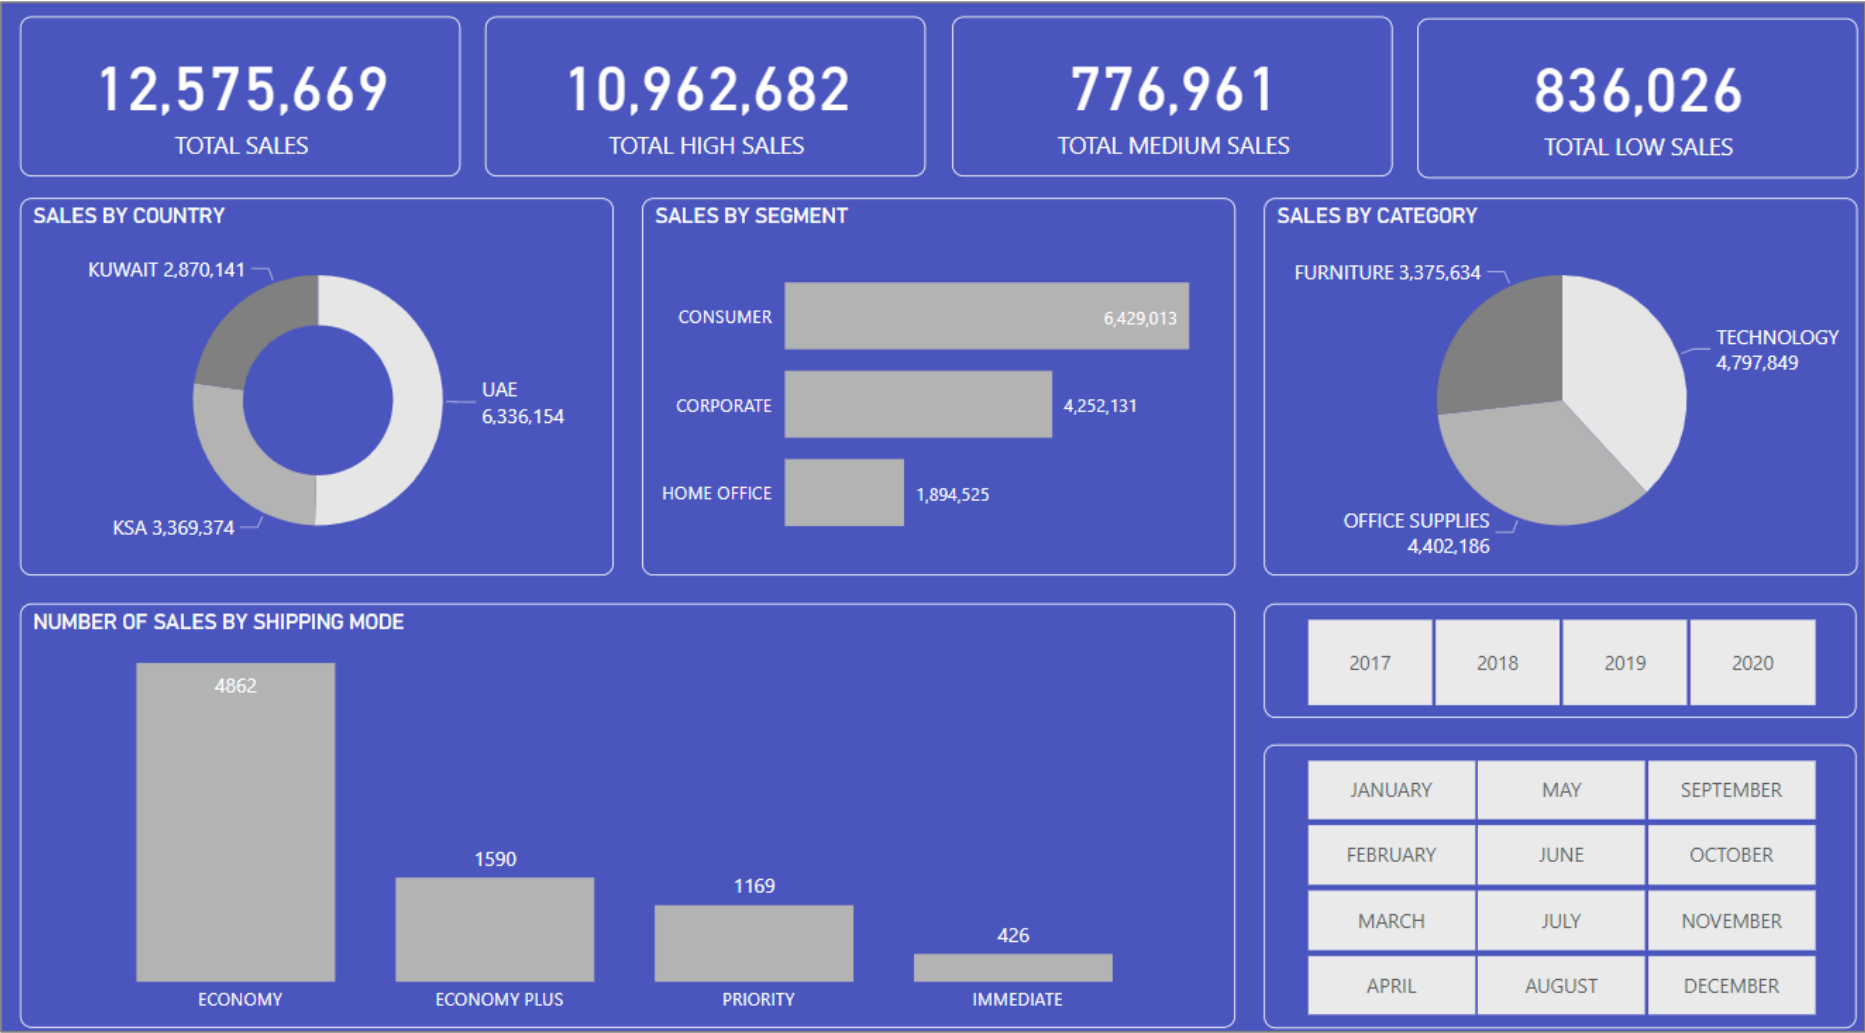 12,575,669
TOTAL SALES
10,962,682
TOTAL HIGH SALES
776,961
TOTAL MEDIUM SALES
836,026
TOTAL LOW SALES
SALES BY COUNTRY
KUWAIT 2,870,141
UAE
6,336,154
KSA 3,369,374
SALES BY SEGMENT
CONSUMER
6,429,013
CORPORATE
4,252,131
HOME OFFICE
1,894,525
SALES BY CATEGORY
FURNITURE 3,375,634
TECHNOLOGY
4,797,849
OFFICE SUPPLIES
4,402,186
NUMBER OF SALES BY SHIPPING MODE
4862
1590
1169
426
ECONOMY
ECONOMY PLUS
PRIORITY
IMMEDIATE
2017
2018
2019
2020
JANUARY
MAY
SEPTEMBER
FEBRUARY
JUNE
OCTOBER
MARCH
JULY
NOVEMBER
APRIL
AUGUST
DECEMBER